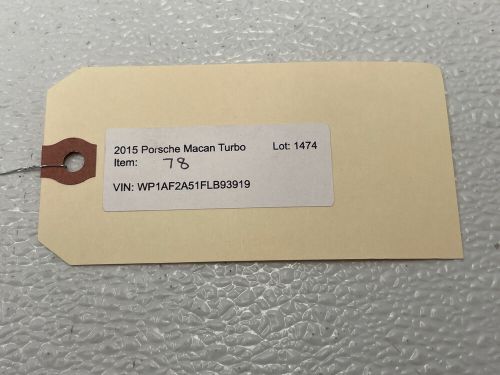 2015 Porsche Macan Turbo Lot: 1474
Item: 78
VIN: WP1AF2A51FLB93919